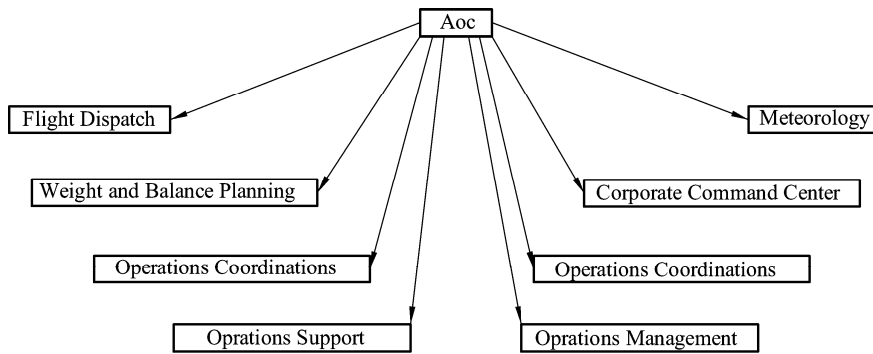 Aoc
Flight Dispatch
Meteorology
Weight and Balance Planning
Corporate Command Center
Operations Coordinations
Operations Coordinations
Oprations Support
Oprations Management